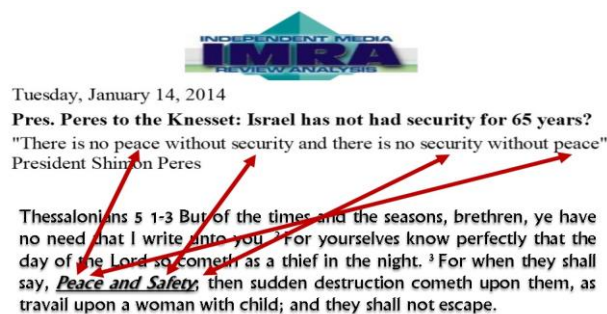 INDEPENDENT MEDIA
IMRA
REVIEW ANALYSIS
Tuesday, January 14, 2014
Pres. Peres to the Knesset: Israel has not had security for 65 years?
"There is no peace without security and there is no security without peace"
President Shimon Peres
Thessalonians 5 1-3 But of the times and the seasons, brethren, ye have
no need that I write unto you. ² For yourselves know perfectly that the
day of the Lord so cometh as a thief in the night. ³ For when they shall
say, Peace and Safety; then sudden destruction cometh upon them, as
travail upon a woman with child; and they shall not escape.